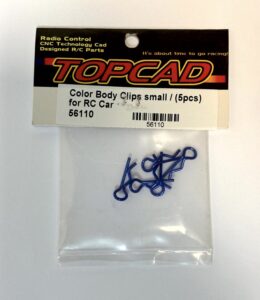 Radio Control
CNC Technology Cad
Designed R/C Parts
It's about time to go racing!
TOPCAD
Color Body Clips small / (5pcs)
for RC Car
56110
56110